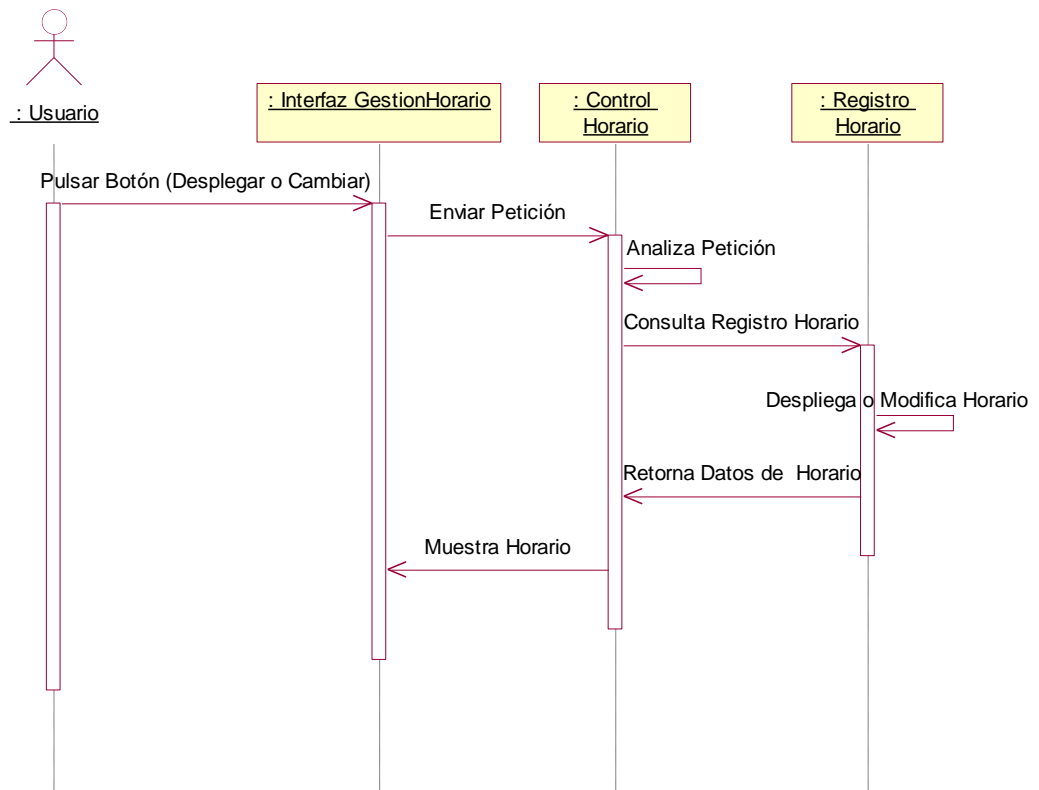 : Usuario
: Interfaz GestionHorario
: Control
Horario
: Registro
Horario
Pulsar Botón (Desplegar o Cambiar)
Enviar Petición
Analiza Petición
Consulta Registro Horario
Despliega o Modifica Horario
Retorna Datos de  Horario
Muestra Horario